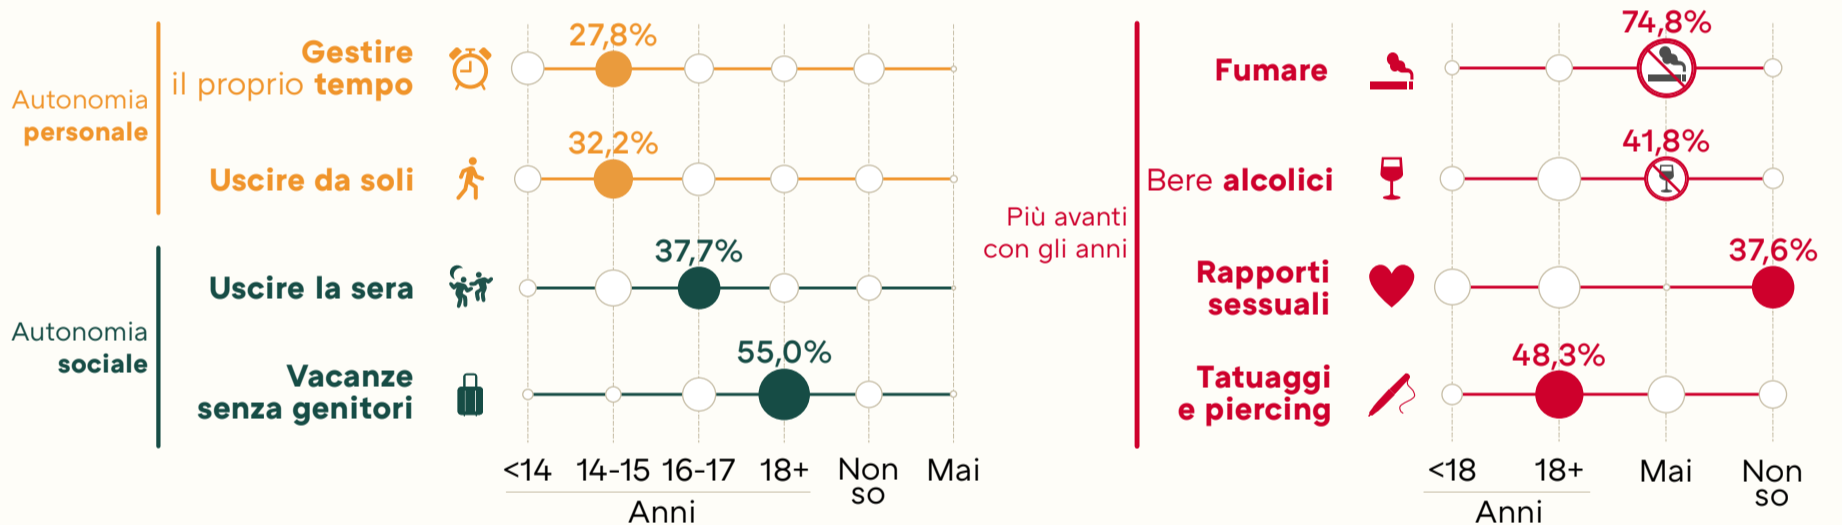 Autonomia
personale
Gestire
il proprio tempo
27,8%
Uscire da soli
32,2%
Autonomia
sociale
Uscire la sera
37,7%
Vacanze
senza genitori
55,0%
<14 14-15 16-17 18+ Non so Mai
Anni
Più avanti
con gli anni
Fumare
74,8%
Bere alcolici
41,8%
Rapporti
sessuali
37,6%
Tatuaggi
e piercing
48,3%
<18 18+ Mai Non so
Anni